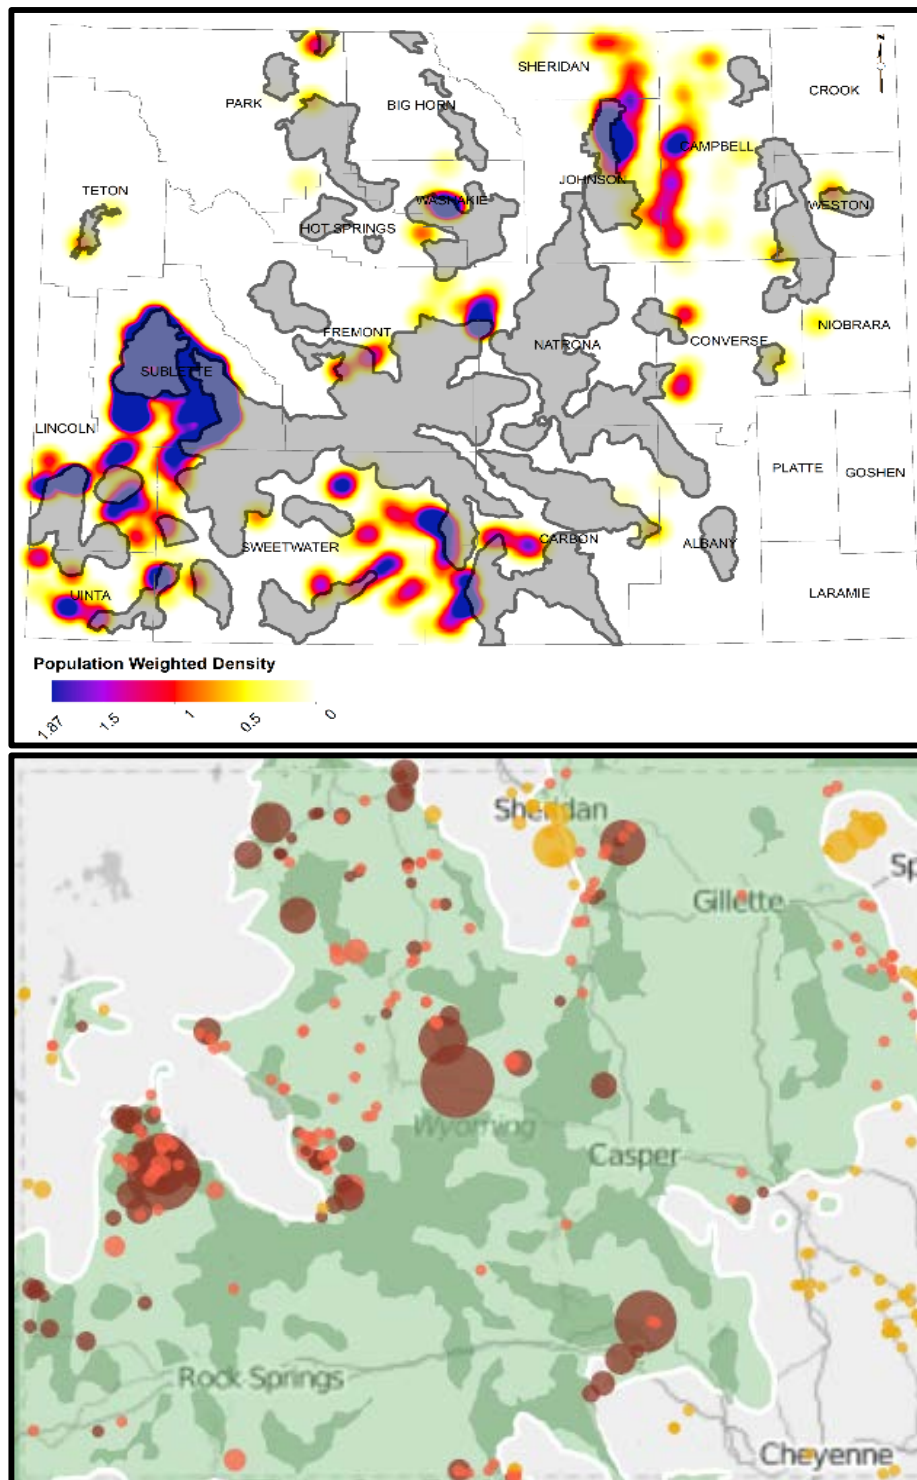 N
SHERIDAN
CROOK
PARK
BIG HORN
CAMPBELL
JOHNSON
TETON
WASHAKIE
WESTON
HOT SPRINGS
FREMONT
NIOBRARA
NATRONA
CONVERSE
SUBLETTE
LINCOLN
PLATTE
GOSHEN
SWEETWATER
CARBON
ALBANY
UINTA
LARAMIE
Population Weighted Density
1.87 1.5 1 0.5 0
Sheridan
Sp
Gillette
Wyoming
Casper
Rock Springs
Cheyenne